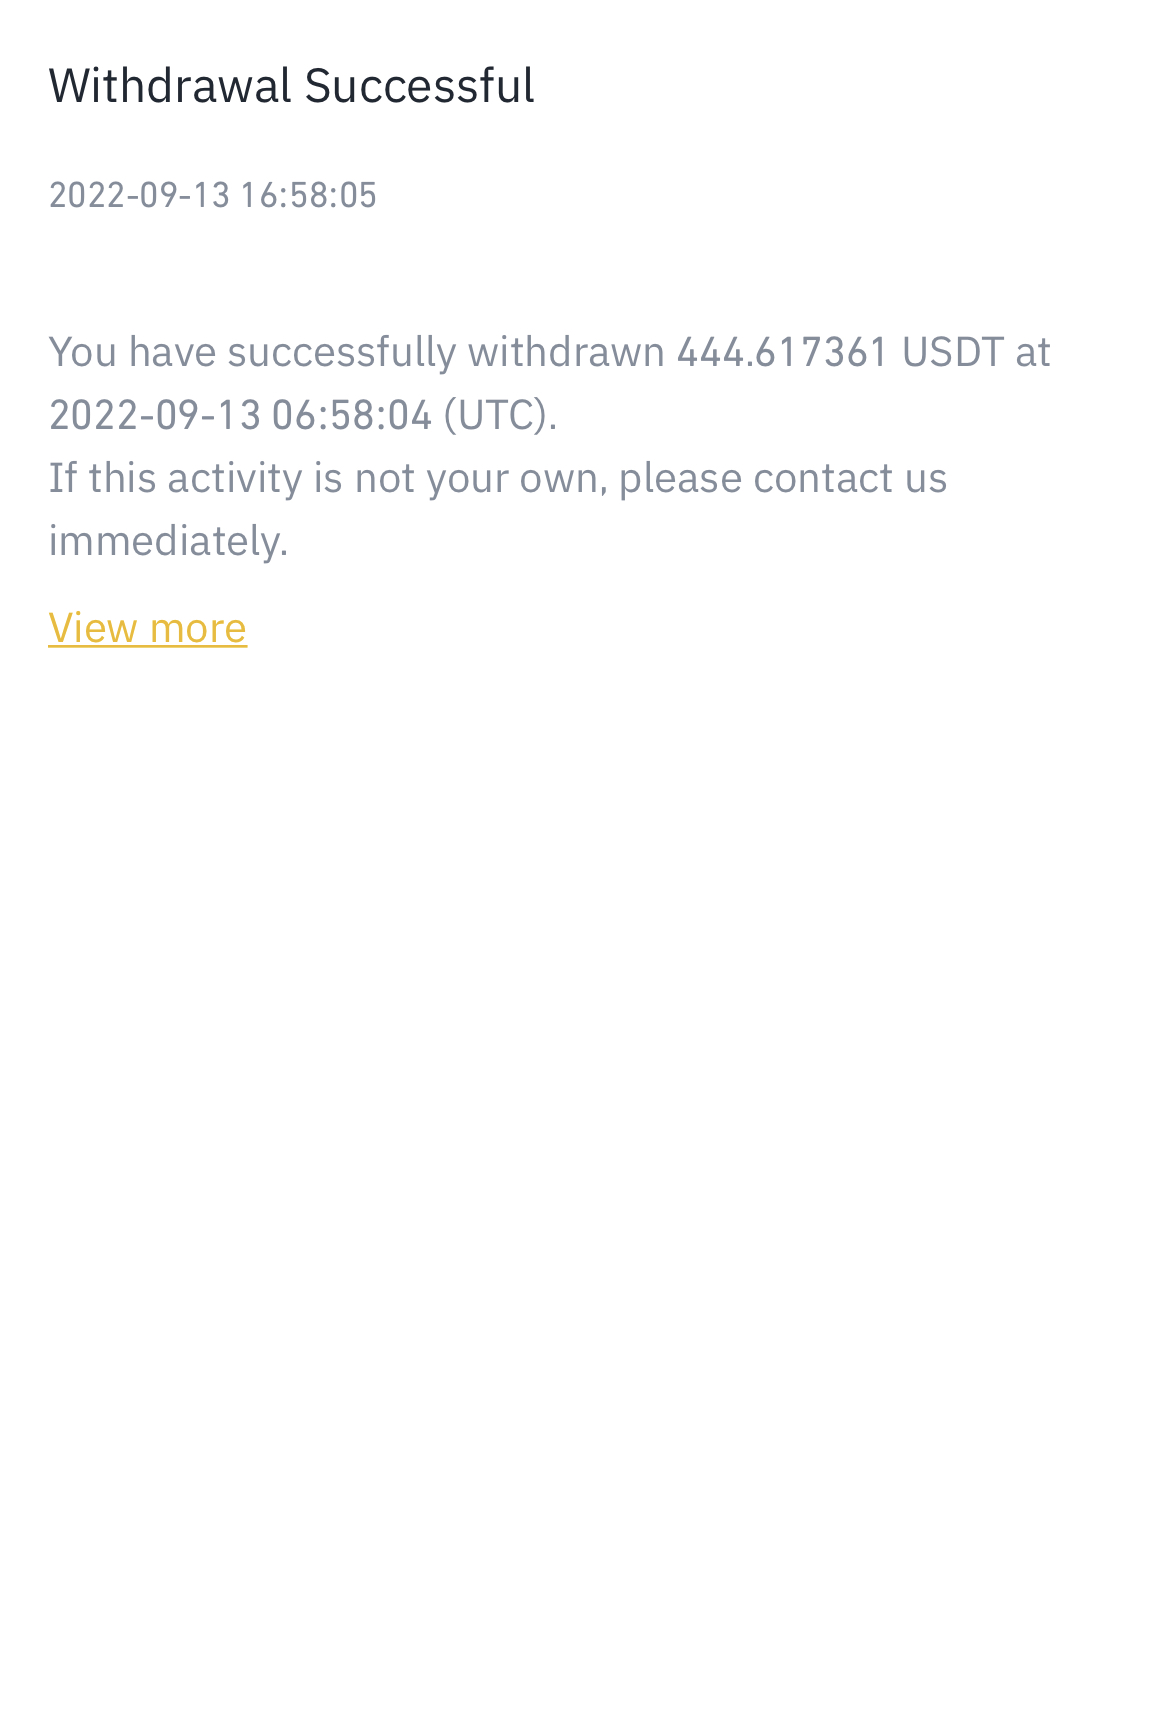 Withdrawal Successful
2022-09-13 16:58:05
You have successfully withdrawn 444.617361 USDT at
2022-09-13 06:58:04 (UTC).
If this activity is not your own, please contact us
immediately.
View more